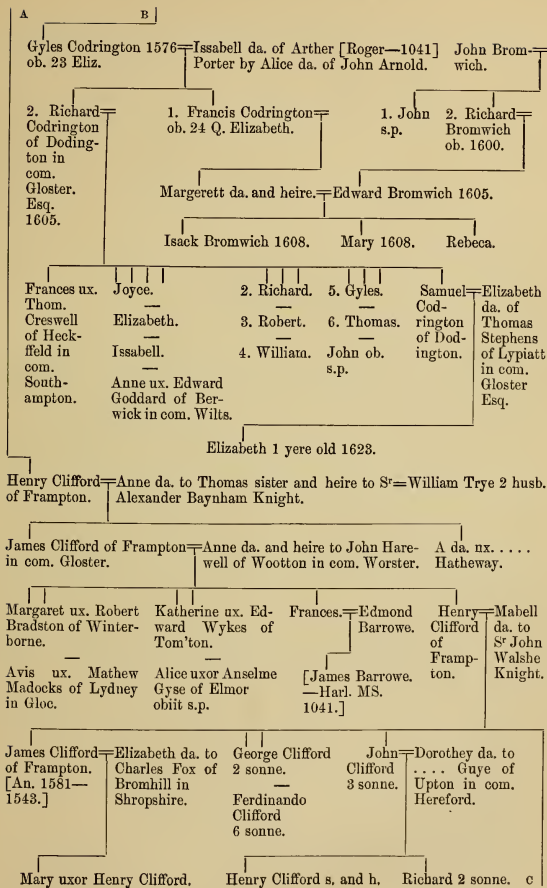 A B
Gyles Codrington 1576=Issabell da. of Arther [Roger—1041] John Brom-=
ob. 23 Eliz. Porter by Alice da. of John Arnold. wich.
2. Richard=
Codrington
of Doding-
ton in
com.
Gloster.
Esq.
1605.
1. Francis Codrington=
ob. 24 Q. Elizabeth.
1. John
s.p.
2. Richard=
Bromwich
ob. 1600.
Margerett da. and heire.=Edward Bromwich 1605.
Isack Bromwich 1608. Mary 1608. Rebeca.
Frances ux.
Thom.
Creswell
of Heck-
ffeld in
com.
South-
ampton.
Joyce.
—
Elizabeth.
—
Issabell.
—
Anne ux. Edward
Goddard of Ber-
wick in com. Wilts.
2. Richard.
—
3. Robert.
—
4. William.
5. Gyles.
—
6. Thomas.
—
John ob.
s.p.
Samuel=
Cod-
rington
of Dod-
ington.
Elizabeth
da. of
Thomas
Stephens
of Lypiatt
in com.
Gloster
Esq.
Elizabeth 1 yere old 1623.
Henry Clifford=Anne da. to Thomas sister and heire to Sr=William Trye 2 husb.
of Frampton. Alexander Baynham Knight.
James Clifford of Frampton=Anne da. and heire to John Hare- A da. ux. . . . .
in com. Gloster. well of Wootton in com. Worster. Hatheway.
Margaret ux. Robert
Bradston of Winter-
borne.
—
Avis ux. Mathew
Madocks of Lydney
in Gloc.
Katherine ux. Ed-
ward Wykes of
Tom'ton.
—
Alice uxor Anselme
Gyse of Elmor
obiit s.p.
Frances.=Edmond
Barrowe.
[James Barrowe.
—Harl. MS.
1041.]
Henry=
Clifford
of
Framp-
ton.
Mabell
da. to
Sr John
Walshe
Knight.
James Clifford=
of Frampton.
[An. 1581—
1543.]
Elizabeth da. to
Charles Fox of
Bromhill in
Shropshire.
George Clifford
2 sonne.
—
Ferdinando
Clifford
6 sonne.
John=
Clifford
3 sonne.
Dorothey da. to
. . . . Guye of
Upton in com.
Hereford.
Mary uxor Henry Clifford. Henry Clifford s. and h. Richard 2 sonne. C